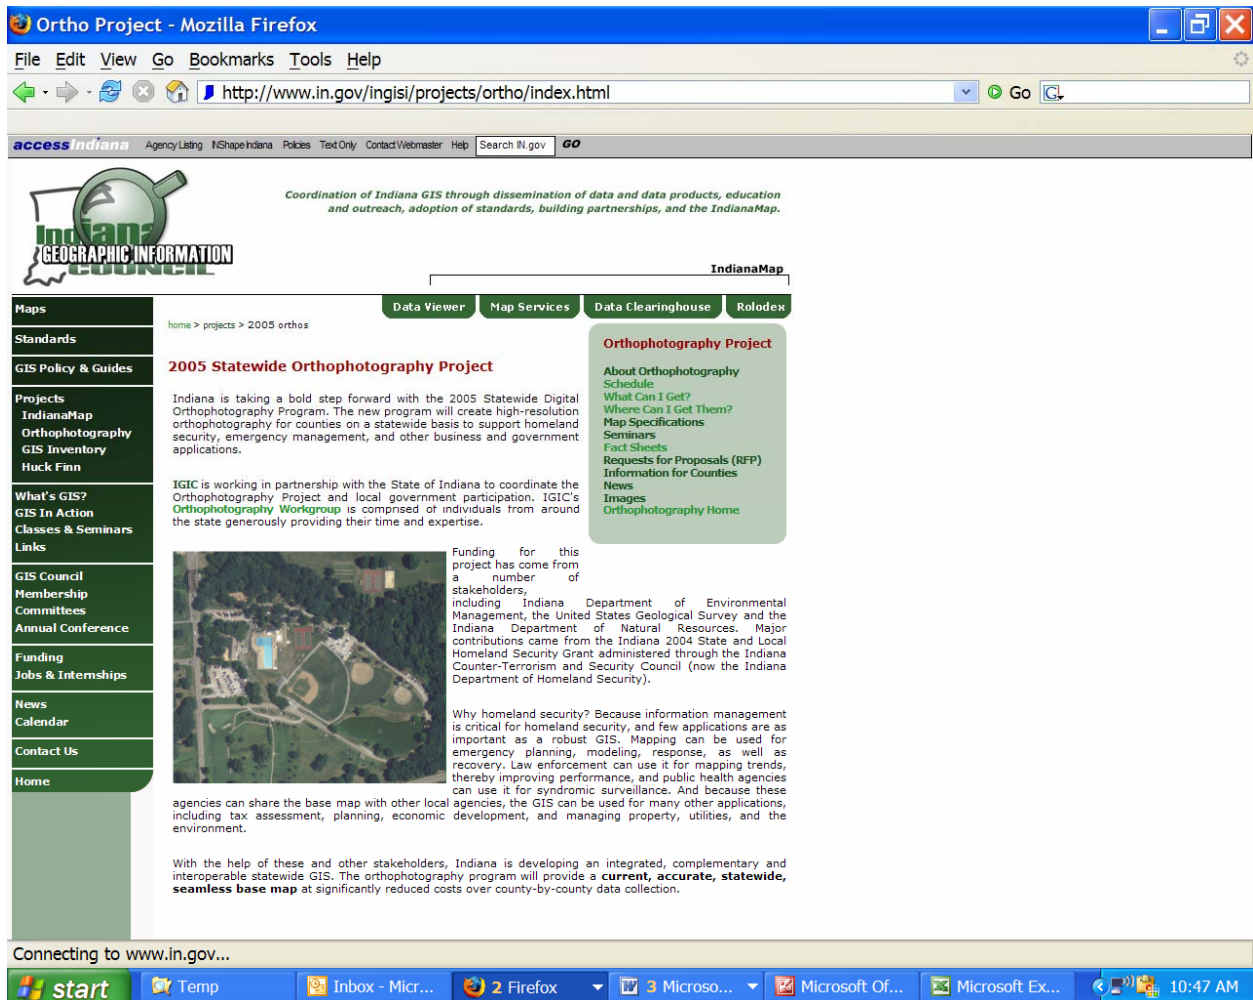 Ortho Project - Mozilla Firefox
File Edit View Go Bookmarks Tools Help
http://www.in.gov/ingisi/projects/ortho/index.html
Go
G
accessIndiana Agency Listing INShape Indiana Policies Text Only Contact Webmaster Help Search IN.gov GO
Coordination of Indiana GIS through dissemination of data and data products, education
and outreach, adoption of standards, building partnerships, and the IndianaMap.
Indiana
GEOGRAPHIC INFORMATION
COUNCIL
IndianaMap
Data Viewer Map Services Data Clearinghouse Rolodex
Maps
Standards
GIS Policy & Guides
Projects
IndianaMap
Orthophotography
GIS Inventory
Huck Finn
What's GIS?
GIS In Action
Classes & Seminars
Links
GIS Council
Membership
Committees
Annual Conference
Funding
Jobs & Internships
News
Calendar
Contact Us
Home
home > projects > 2005 orthos
2005 Statewide Orthophotography Project
Indiana is taking a bold step forward with the 2005 Statewide Digital
Orthophotography Program. The new program will create high-resolution
orthophotography for counties on a statewide basis to support homeland
security, emergency management, and other business and government
applications.
IGIC is working in partnership with the State of Indiana to coordinate the
Orthophotography Project and local government participation. IGIC's
Orthophotography Workgroup is comprised of individuals from around
the state generously providing their time and expertise.
Orthophotography Project
About Orthophotography
Schedule
What Can I Get?
Where Can I Get Them?
Map Specifications
Seminars
Fact Sheets
Requests for Proposals (RFP)
Information for Counties
News
Images
Orthophotography Home
Funding for this
project has come from
a number of
stakeholders,
including Indiana Department of Environmental
Management, the United States Geological Survey and the
Indiana Department of Natural Resources. Major
contributions came from the Indiana 2004 State and Local
Homeland Security Grant administered through the Indiana
Counter-Terrorism and Security Council (now the Indiana
Department of Homeland Security).
Why homeland security? Because information management
is critical for homeland security, and few applications are as
important as a robust GIS. Mapping can be used for
emergency planning, modeling, response, as well as
recovery. Law enforcement can use it for mapping trends,
thereby improving performance, and public health agencies
can use it for syndromic surveillance. And because these
agencies can share the base map with other local agencies, the GIS can be used for many other applications,
including tax assessment, planning, economic development, and managing property, utilities, and the
environment.
With the help of these and other stakeholders, Indiana is developing an integrated, complementary and
interoperable statewide GIS. The orthophotography program will provide a current, accurate, statewide,
seamless base map at significantly reduced costs over county-by-county data collection.
Connecting to www.in.gov...
start Temp Inbox - Micr... 2 Firefox 3 Microso... Microsoft Of... Microsoft Ex... 10:47 AM